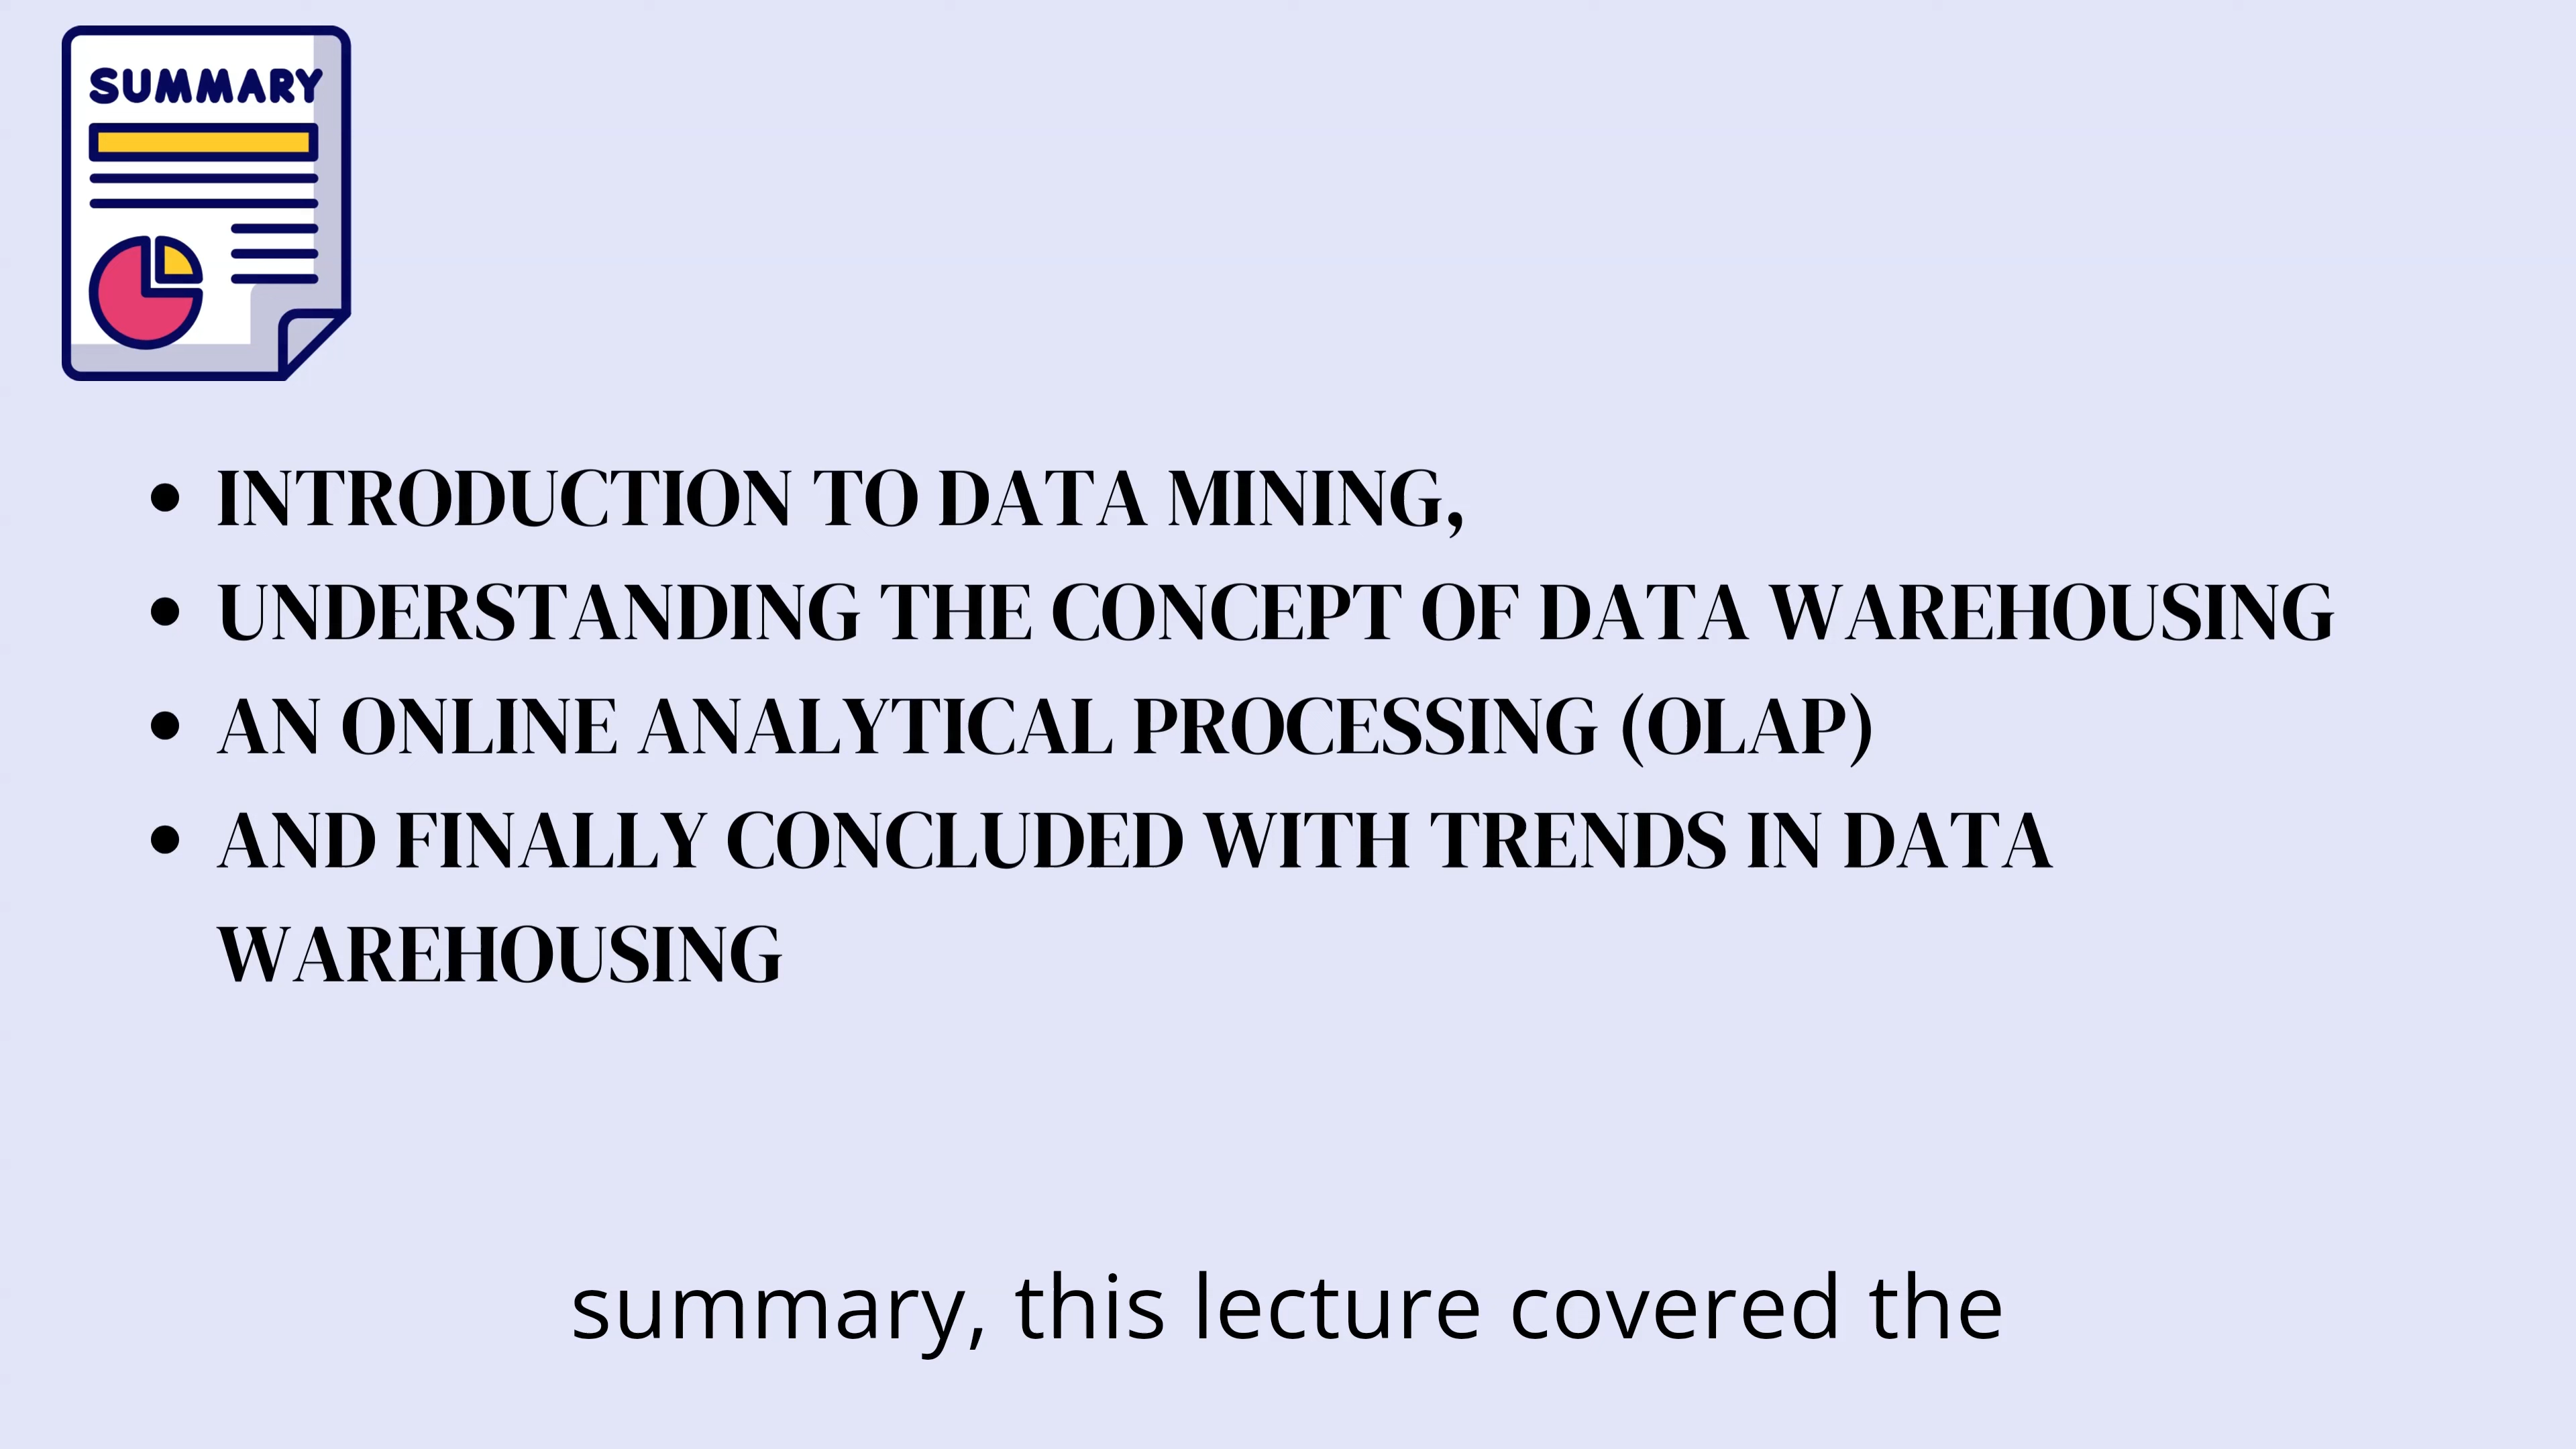 SUMMARY
• INTRODUCTION TO DATA MINING,
• UNDERSTANDING THE CONCEPT OF DATA WAREHOUSING
• AN ONLINE ANALYTICAL PROCESSING (OLAP)
• AND FINALLY CONCLUDED WITH TRENDS IN DATA
WAREHOUSING
summary, this lecture covered the